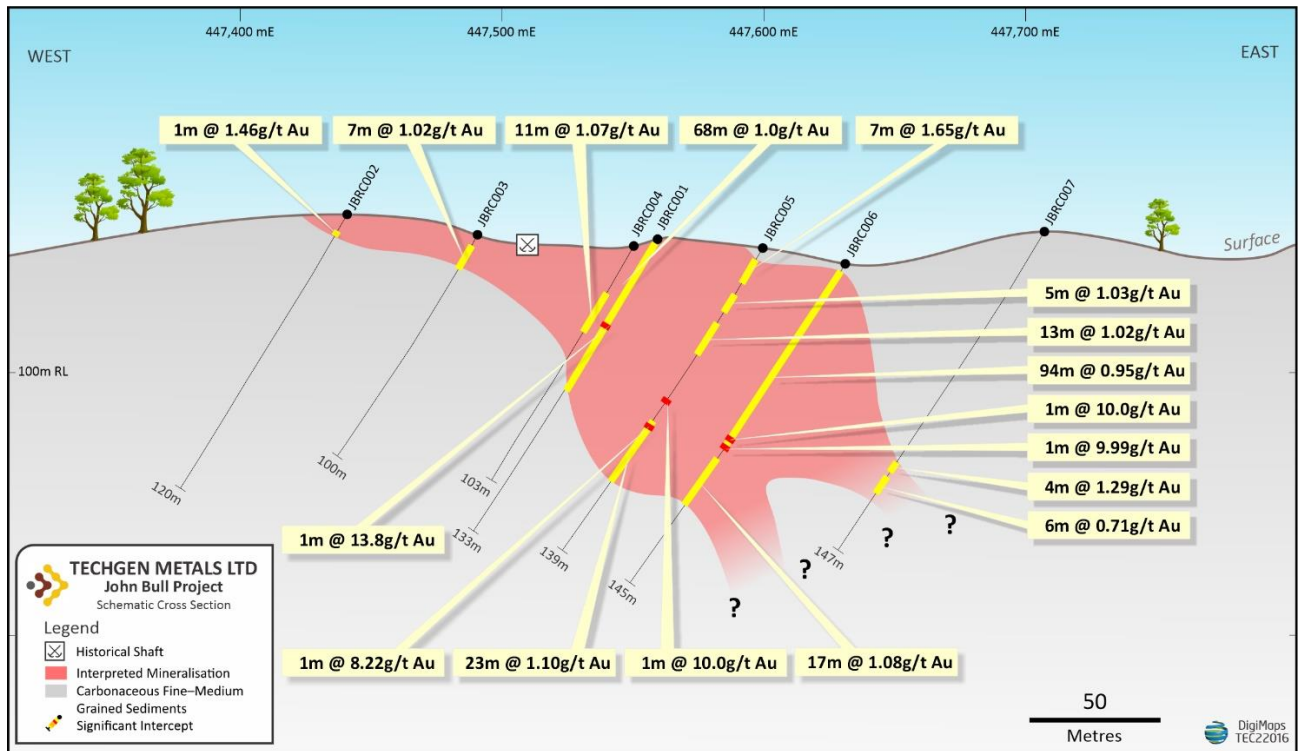 447,400 mE
447,500 mE
447,600 mE
447,700 mE
WEST
EAST
1m @ 1.46g/t Au
7m @ 1.02g/t Au
11m @ 1.07g/t Au
68m @ 1.0g/t Au
7m @ 1.65g/t Au
JBRC002
JBRC003
JBRC004
JBRC001
JBRC005
JBRC006
JBRC007
Surface
5m @ 1.03g/t Au
13m @ 1.02g/t Au
100m RL
94m @ 0.95g/t Au
1m @ 10.0g/t Au
1m @ 9.99g/t Au
4m @ 1.29g/t Au
6m @ 0.71g/t Au
120m
100m
103m
133m
139m
145m
147m
1m @ 13.8g/t Au
?
?
?
?
1m @ 8.22g/t Au
23m @ 1.10g/t Au
1m @ 10.0g/t Au
17m @ 1.08g/t Au
TECHGEN METALS LTD
John Bull Project
Schematic Cross Section
Legend
Historical Shaft
Interpreted Mineralisation
Carbonaceous Fine–Medium
Grained Sediments
Significant Intercept
50
Metres
DigiMaps
TEC22016